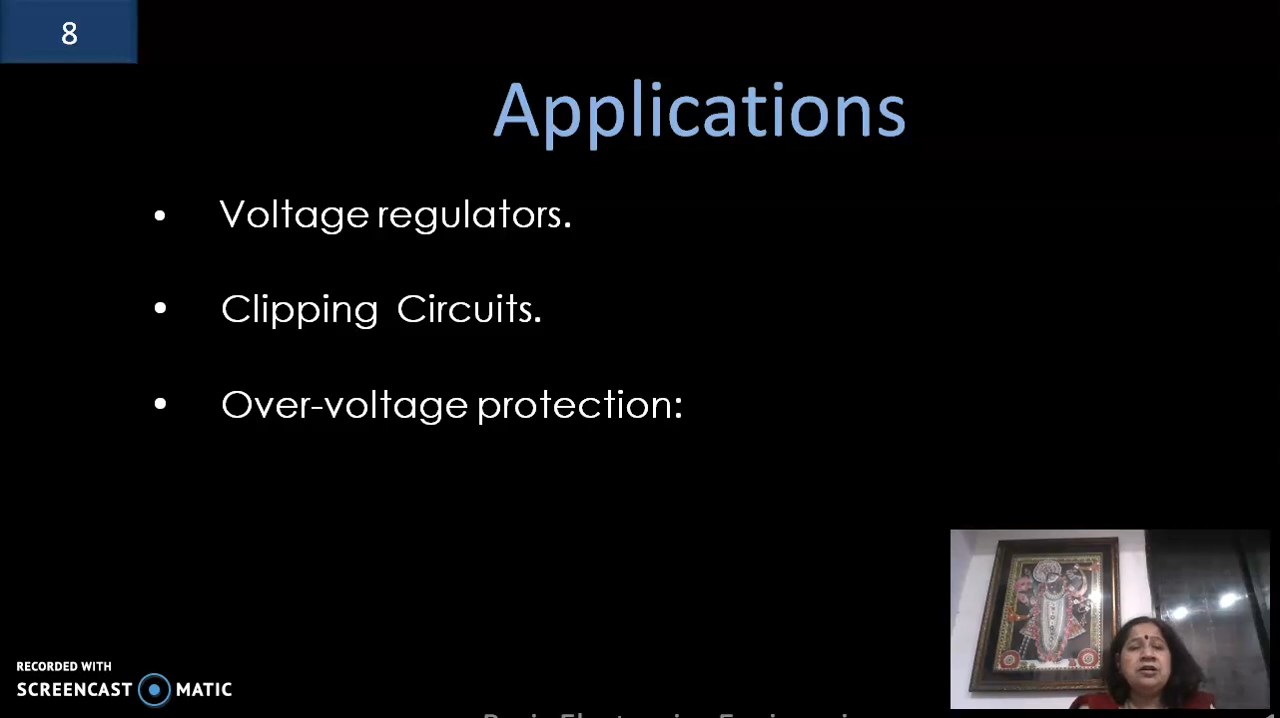 8
Applications
• Voltage regulators.
• Clipping Circuits.
• Over-voltage protection:
RECORDED WITH
SCREENCAST MATIC